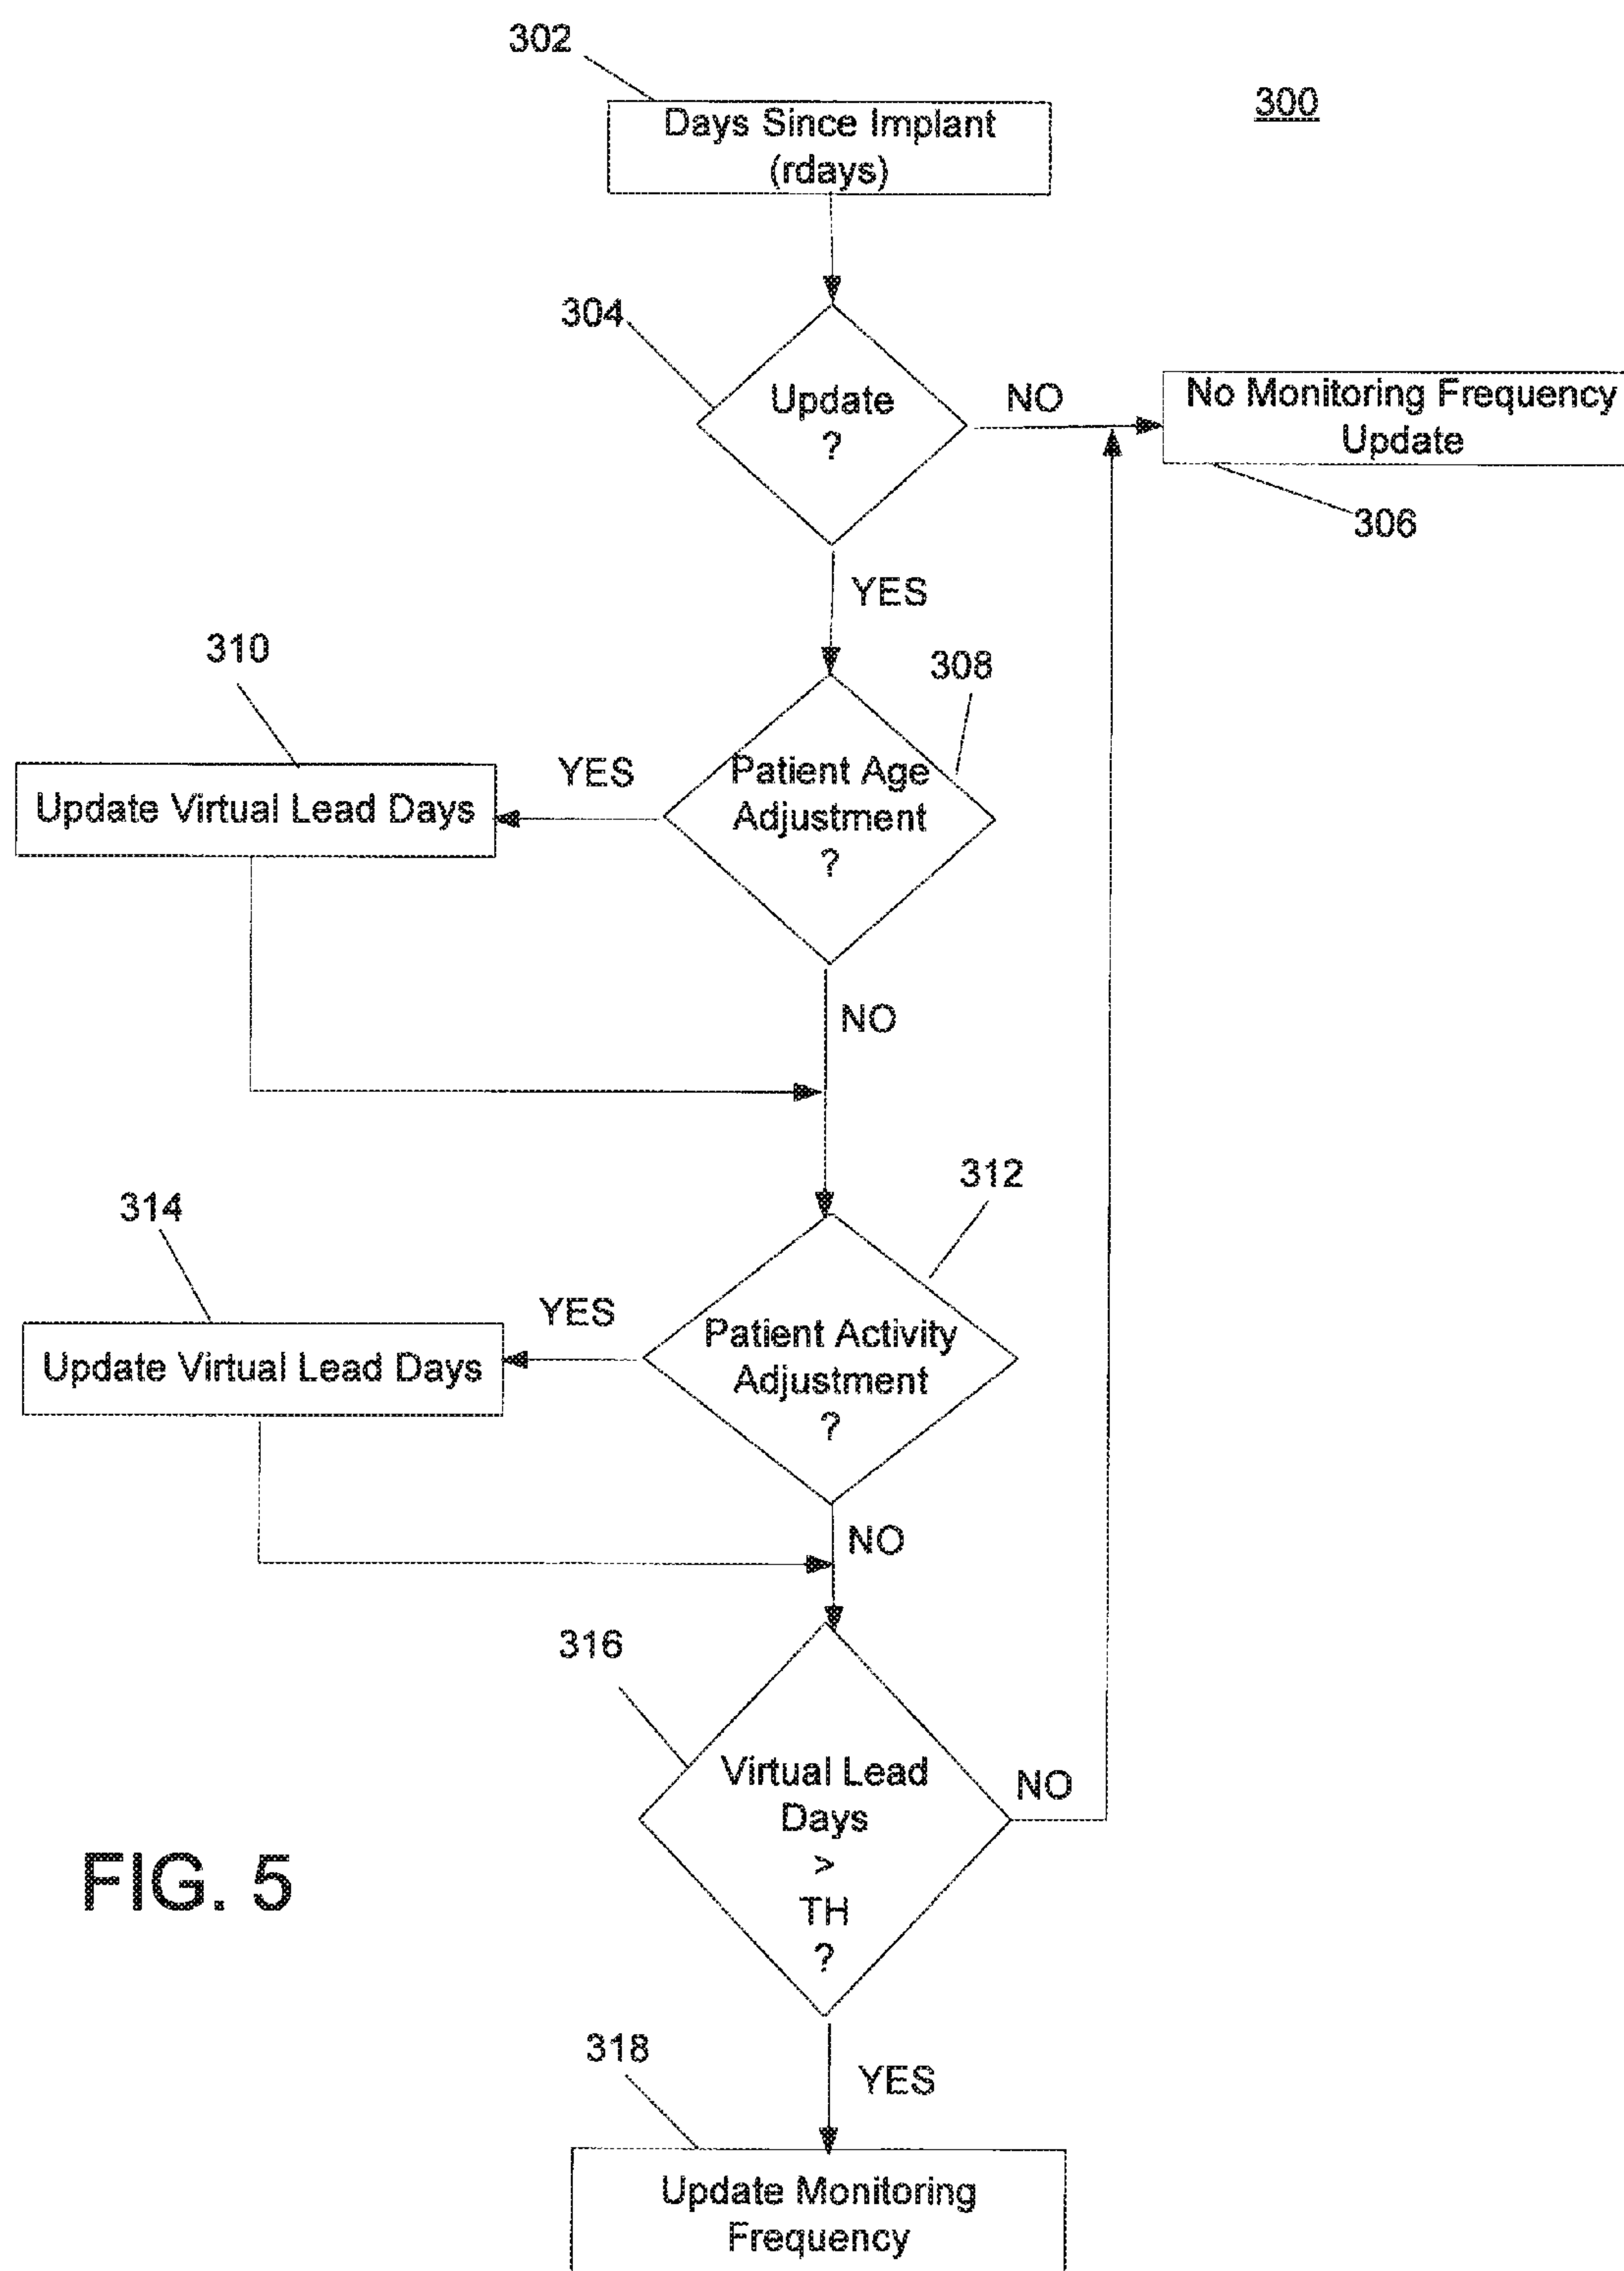 302
300
Days Since Implant
(rdays)
304
Update
?
NO
No Monitoring Frequency
Update
306
YES
310
308
Update Virtual Lead Days
YES
Patient Age
Adjustment
?
NO
314
312
Update Virtual Lead Days
YES
Patient Activity
Adjustment
?
NO
316
Virtual Lead
Days
>
TH
?
NO
FIG. 5
318
YES
Update Monitoring
Frequency